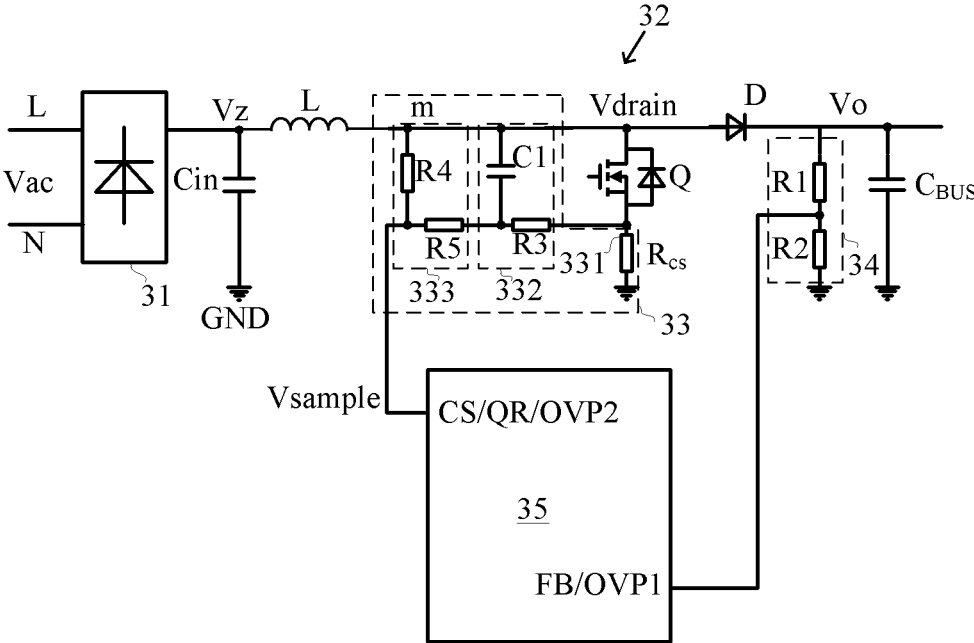 32
L
Vz
L
m
Vdrain
D
Vo
Vac
Cin
R4
C1
Q
R1
CBUS
N
R5
R3
331
Rcs
R2
34
31
333
332
GND
33
Vsample
CS/QR/OVP2
35
FB/OVP1